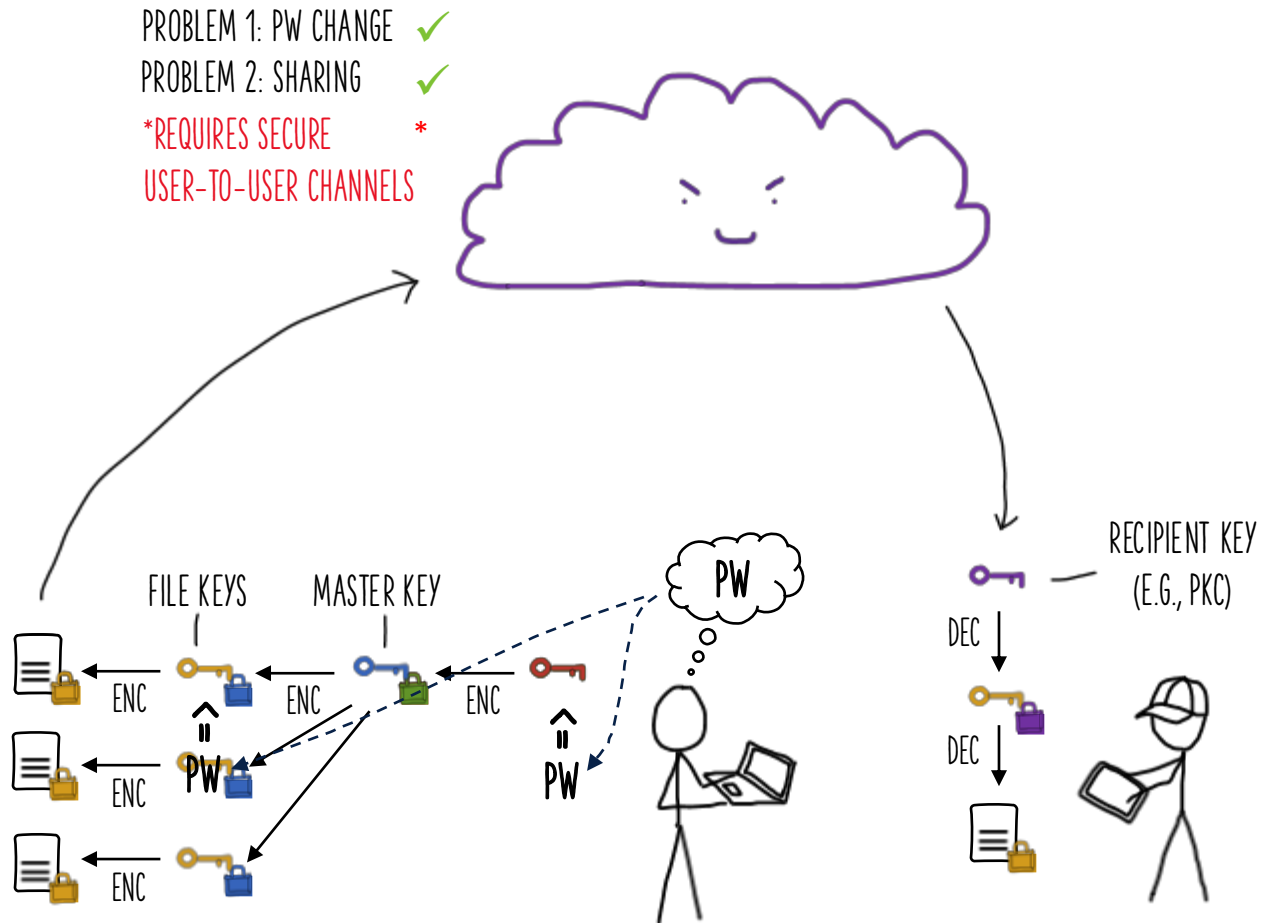 PROBLEM 1: PW CHANGE ✓
PROBLEM 2: SHARING ✓
*REQUIRES SECURE *
USER-TO-USER CHANNELS
PW
RECIPIENT KEY
(E.G., PKC)
FILE KEYS
MASTER KEY
DEC
ENC
ENC
ENC
PW
PW
ENC
DEC
ENC